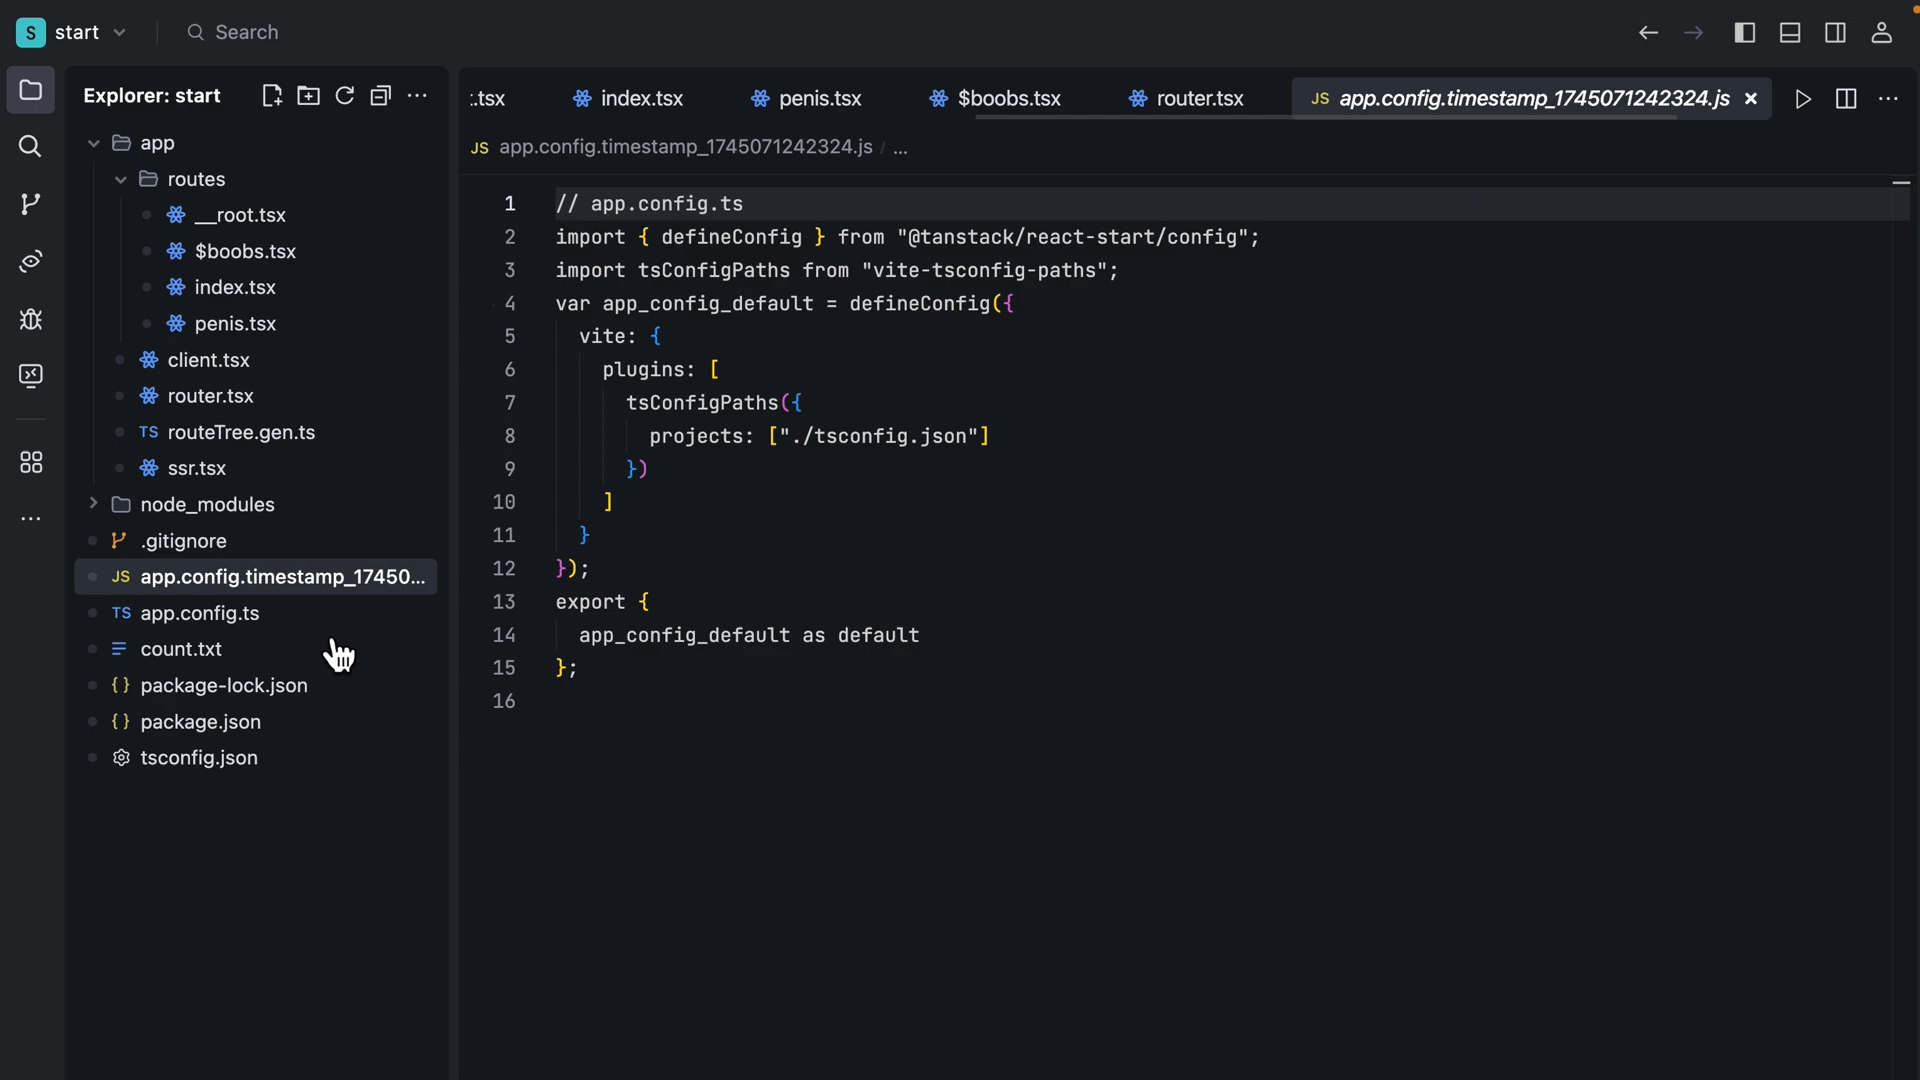 S start Search
Explorer: start
app
routes
__root.tsx
$boobs.tsx
index.tsx
penis.tsx
client.tsx
router.tsx
TS routeTree.gen.ts
ssr.tsx
node_modules
.gitignore
JS app.config.timestamp_17450...
TS app.config.ts
count.txt
{} package-lock.json
{} package.json
tsconfig.json
:.tsx index.tsx penis.tsx $boobs.tsx router.tsx JS app.config.timestamp_1745071242324.js
JS app.config.timestamp_1745071242324.js / ...
1 // app.config.ts
2 import { defineConfig } from "@tanstack/react-start/config";
3 import tsConfigPaths from "vite-tsconfig-paths";
4 var app_config_default = defineConfig({
5 vite: {
6 plugins: [
7 tsConfigPaths({
8 projects: ["./tsconfig.json"]
9 })
10 ]
11 }
12 });
13 export {
14 app_config_default as default
15 };
16